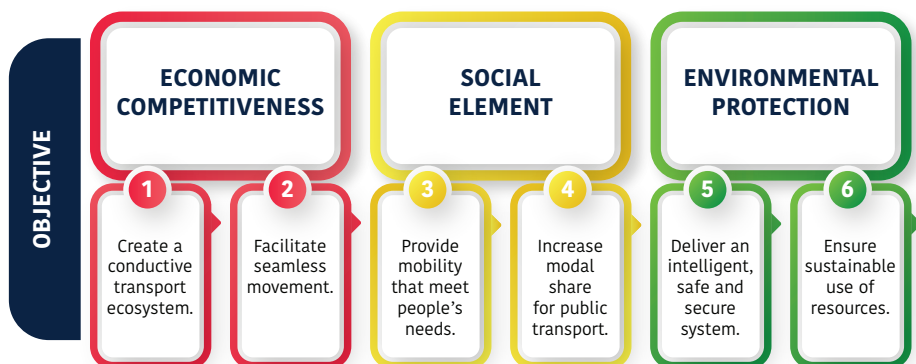 OBJECTIVE
ECONOMIC
COMPETITIVENESS
SOCIAL
ELEMENT
ENVIRONMENTAL
PROTECTION
1
Create a
conductive
transport
ecosystem.
2
Facilitate
seamless
movement.
3
Provide
mobility
that meet
people's
needs.
4
Increase
modal
share
for public
transport.
5
Deliver an
intelligent,
safe and
secure
system.
6
Ensure
sustainable
use of
resources.